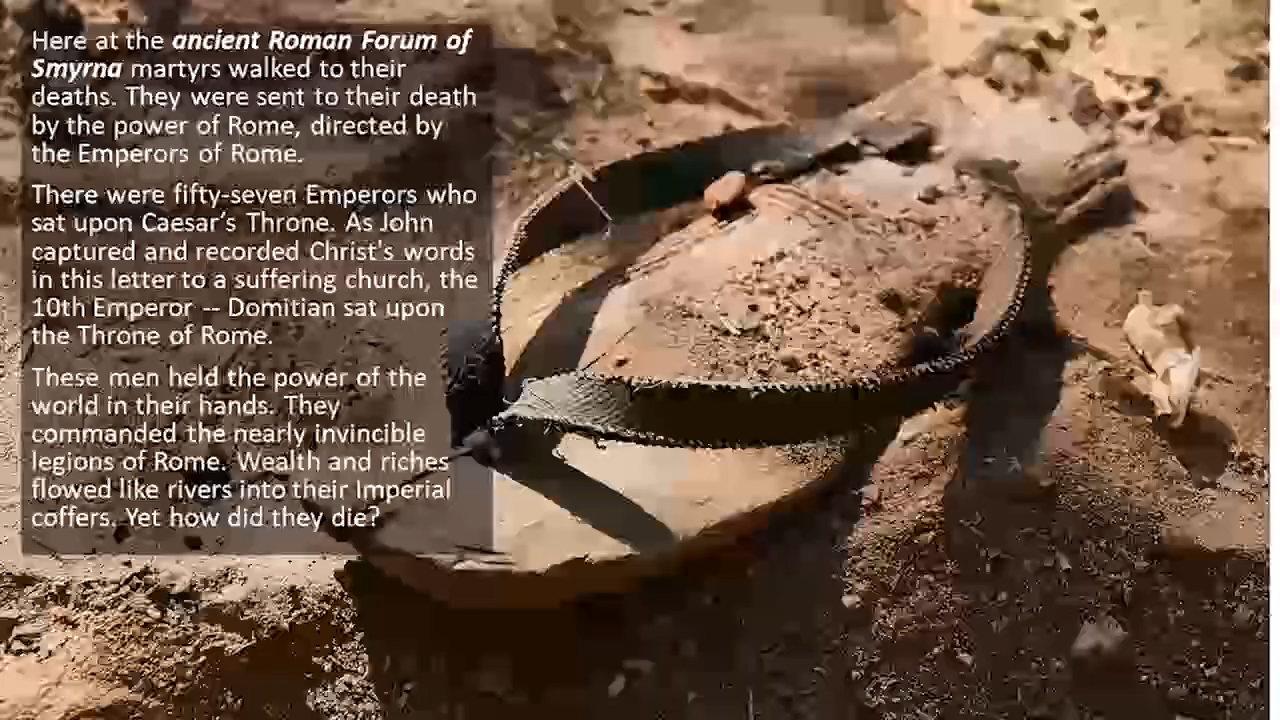 Here at the ancient Roman Forum of
Smyrna martyrs walked to their
deaths. They were sent to their death
by the power of Rome, directed by
the Emperors of Rome.
There were fifty-seven Emperors who
sat upon Caesar's Throne. As John
captured and recorded Christ's words
in this letter to a suffering church, the
10th Emperor -- Domitian sat upon
the Throne of Rome.
These men held the power of the
world in their hands. They
commanded the nearly invincible
legions of Rome. Wealth and riches
flowed like rivers into their Imperial
coffers. Yet how did they die?